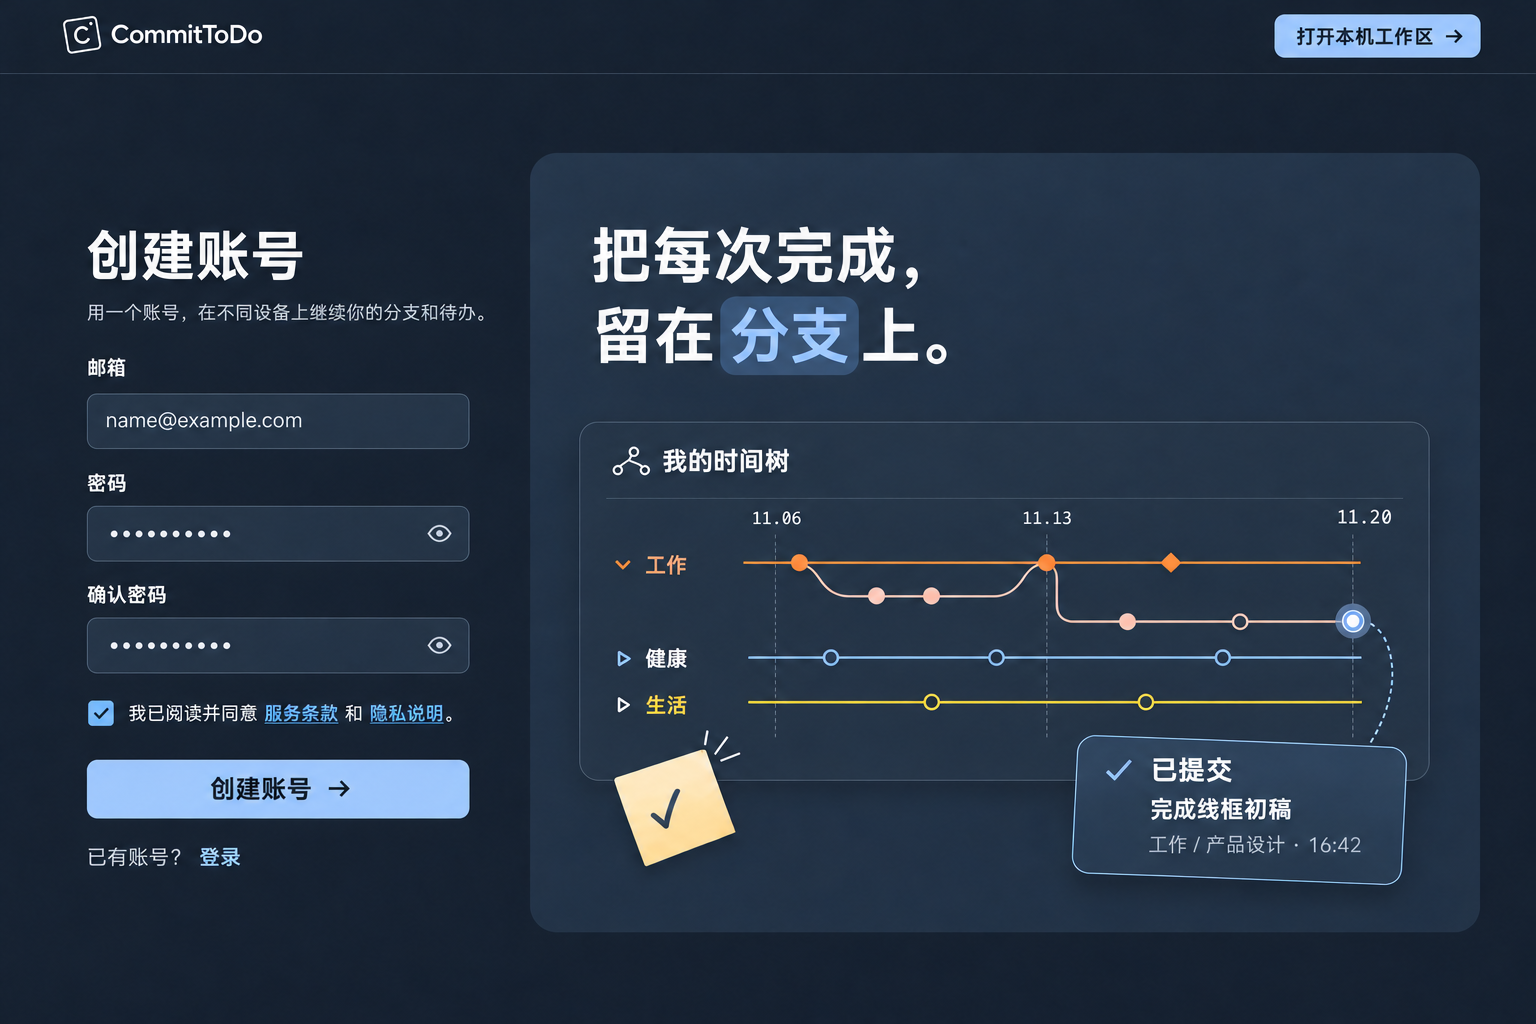 CommitToDo
打开本机工作区 →
创建账号
用一个账号，在不同设备上继续你的分支和待办。
邮箱
name@example.com
密码
••••••••••
确认密码
••••••••••
我已阅读并同意 服务条款 和 隐私说明。
创建账号 →
已有账号？ 登录
把每次完成，
留在分支上。
我的时间树
11.06 11.13 11.20
工作
健康
生活
已提交
完成线框初稿
工作 / 产品设计 · 16:42